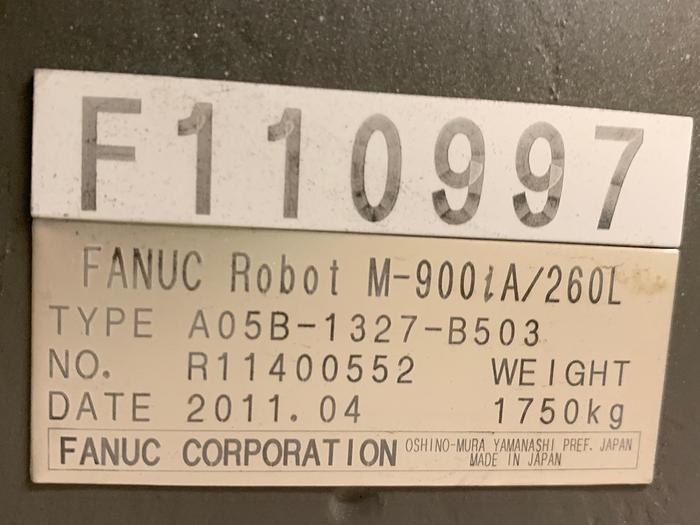 F110997
FANUC Robot M-900iA/260L
TYPE A05B-1327-B503
NO. R11400552 WEIGHT
DATE 2011.04 1750kg
FANUC CORPORATION OSHINO-MURA YAMANASHI PREF. JAPAN
MADE IN JAPAN